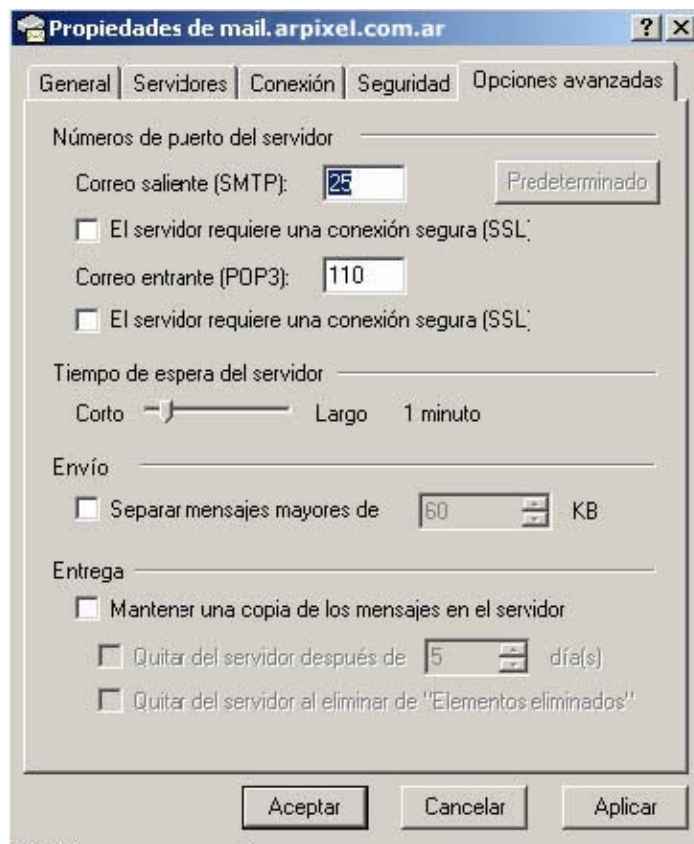 Propiedades de mail.arpixel.com.ar ? X
General Servidores Conexión Seguridad Opciones avanzadas
Números de puerto del servidor
Correo saliente (SMTP): 25 Predeterminado
El servidor requiere una conexión segura (SSL)
Correo entrante (POP3): 110
El servidor requiere una conexión segura (SSL)
Tiempo de espera del servidor
Corto Largo 1 minuto
Envío
Separar mensajes mayores de 60 KB
Entrega
Mantener una copia de los mensajes en el servidor
Quitar del servidor después de 5 día(s)
Quitar del servidor al eliminar de "Elementos eliminados"
Aceptar Cancelar Aplicar